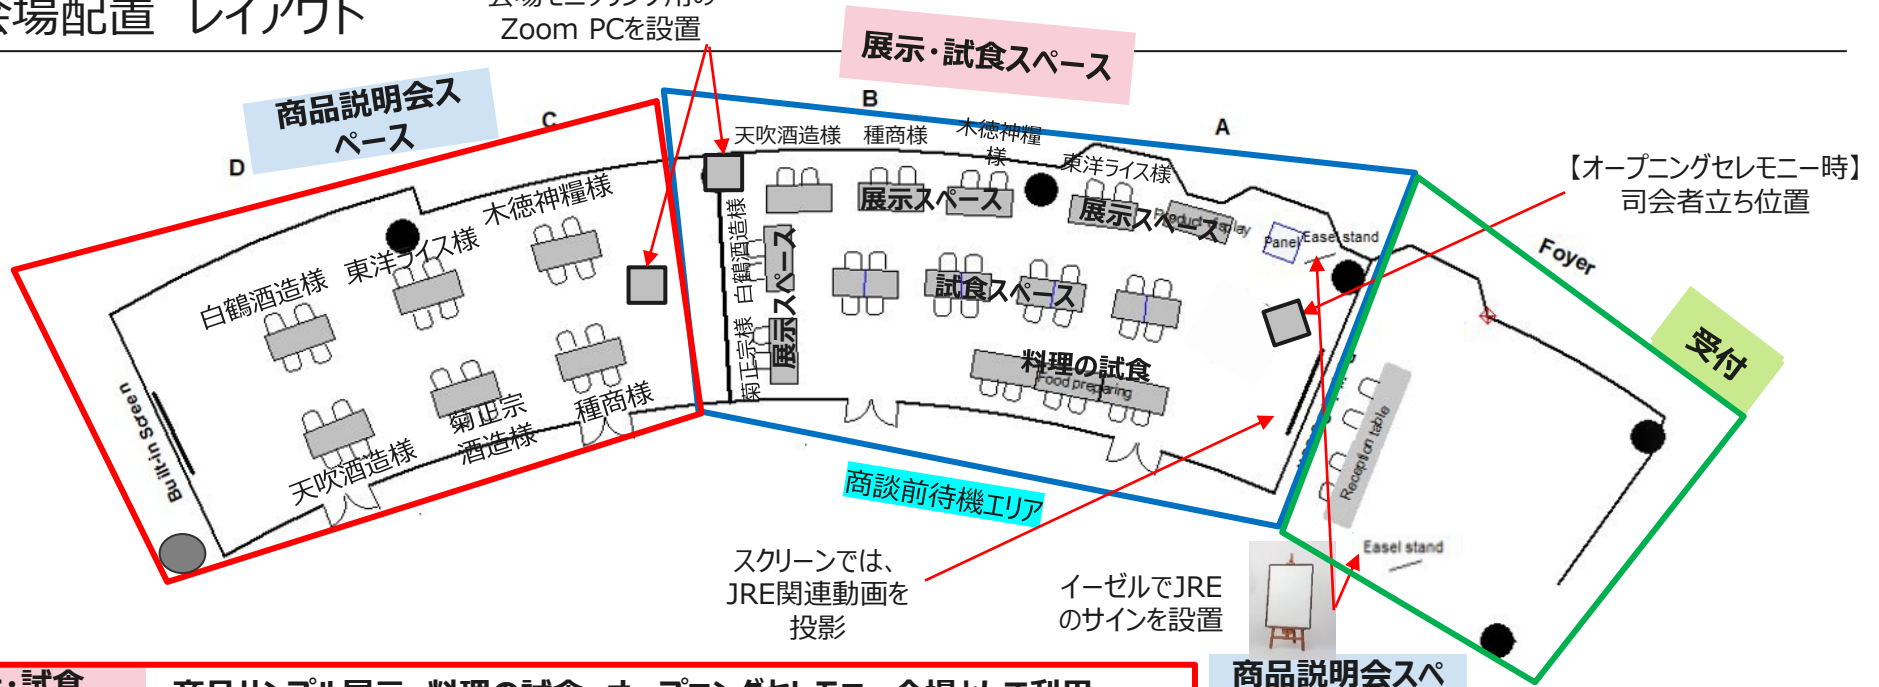 会場配置 レイアウト
Zoom PCを設置
展示・試食スペース
商品説明会ス
ペース
D
C
B
A
天吹酒造様
種商様
木徳神糧
様
東洋ライス様
【オープニングセレモニー時】
司会者立ち位置
木徳神糧様
東洋ライス様
白鶴酒造様
白鶴酒造様
菊正宗様
展示スペース
展示スペース
Product display
展示スペース
展示
試食スペース
Panel
Easel stand
Foyer
受付
料理の試食
Food preparing
Reception table
Built-in Screen
天吹酒造様
菊正宗
酒造様
種商様
商談前待機エリア
スクリーンでは、
JRE関連動画を
投影
イーゼルでJRE
のサインを設置
Easel stand
・試食
商品説明会スペ